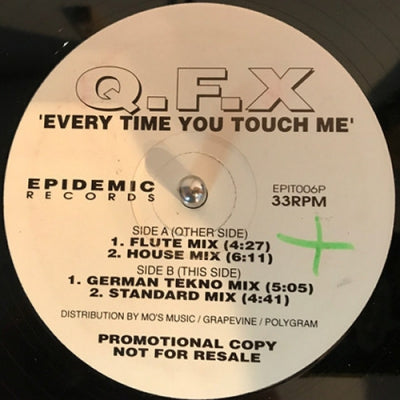 Q.F.X
'EVERY TIME YOU TOUCH ME'
EPIDEMIC
RECORDS
EPIT006P
33RPM
SIDE A (OTHER SIDE)
1. FLUTE MIX (4:27)
2. HOUSE MIX (6:11)
SIDE B (THIS SIDE)
1. GERMAN TEKNO MIX (5:05)
2. STANDARD MIX (4:41)
DISTRIBUTION BY MO'S MUSIC / GRAPEVINE / POLYGRAM
PROMOTIONAL COPY
NOT FOR RESALE